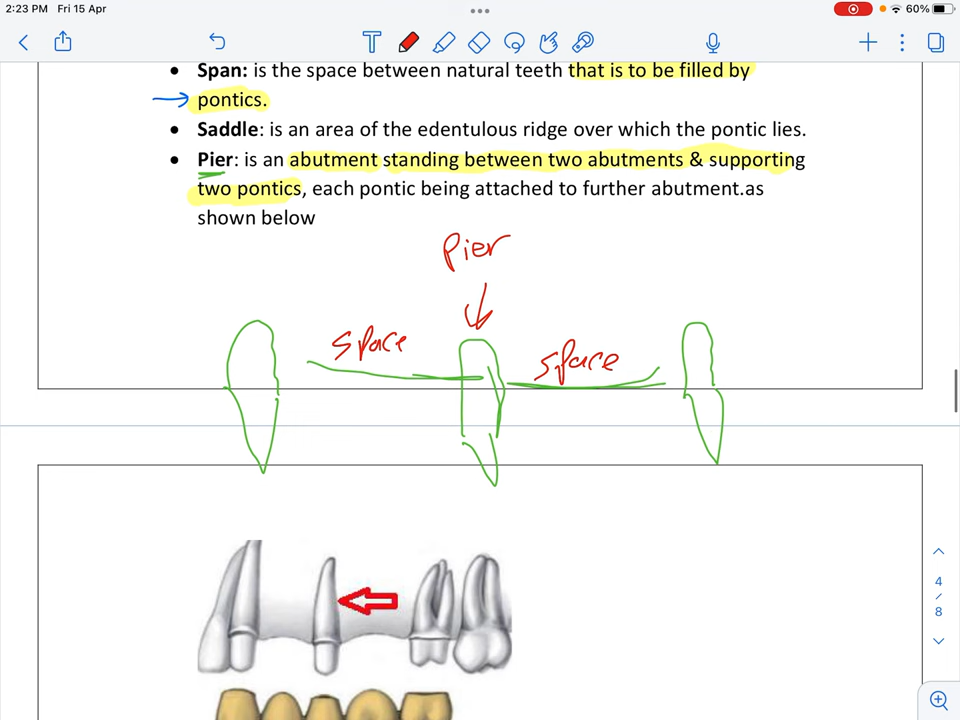 2:23 PM Fri 15 Apr
60%
T
• Span: is the space between natural teeth that is to be filled by
pontics.
• Saddle: is an area of the edentulous ridge over which the pontic lies.
• Pier: is an abutment standing between two abutments & supporting
two pontics, each pontic being attached to further abutment.as
shown below
Pier
space
space
4
/
8